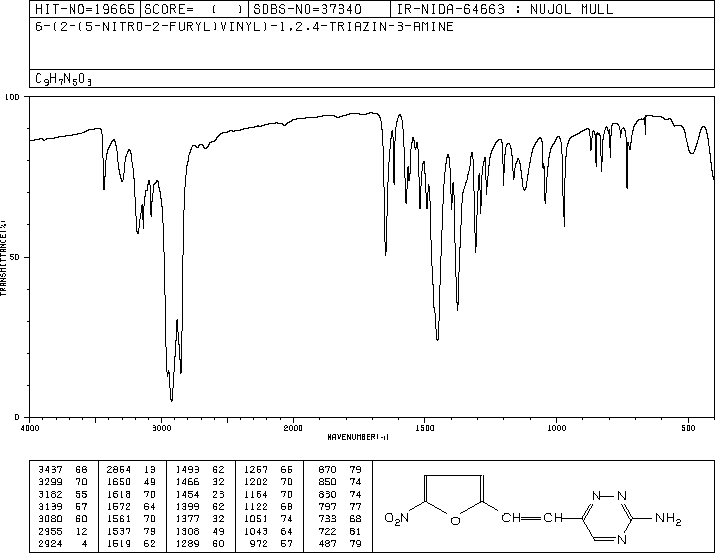 HIT-NO=19665 SCORE= ( ) SDBS-NO=37340 IR-NIDA-64663 : NUJOL MULL
6-(2-(5-NITRO-2-FURYL)VINYL)-1,2,4-TRIAZIN-3-AMINE
C9H7N5O3
100
50
0
TRANSMITTANCE(%)
4000 3000 2000 1500 1000 500
WAVENUMBER(-1)
3437 68 2854 13 1493 62 1267 66 870 79
3299 70 1650 49 1466 32 1202 70 850 74
3182 55 1618 70 1454 23 1164 70 830 74
3139 57 1572 64 1399 62 1122 68 797 77
3080 60 1561 70 1377 32 1051 74 733 68
2955 12 1537 79 1308 49 1043 64 722 81
2924 4 1519 62 1289 60 972 57 487 79
O2N O CH=CH N N N NH2